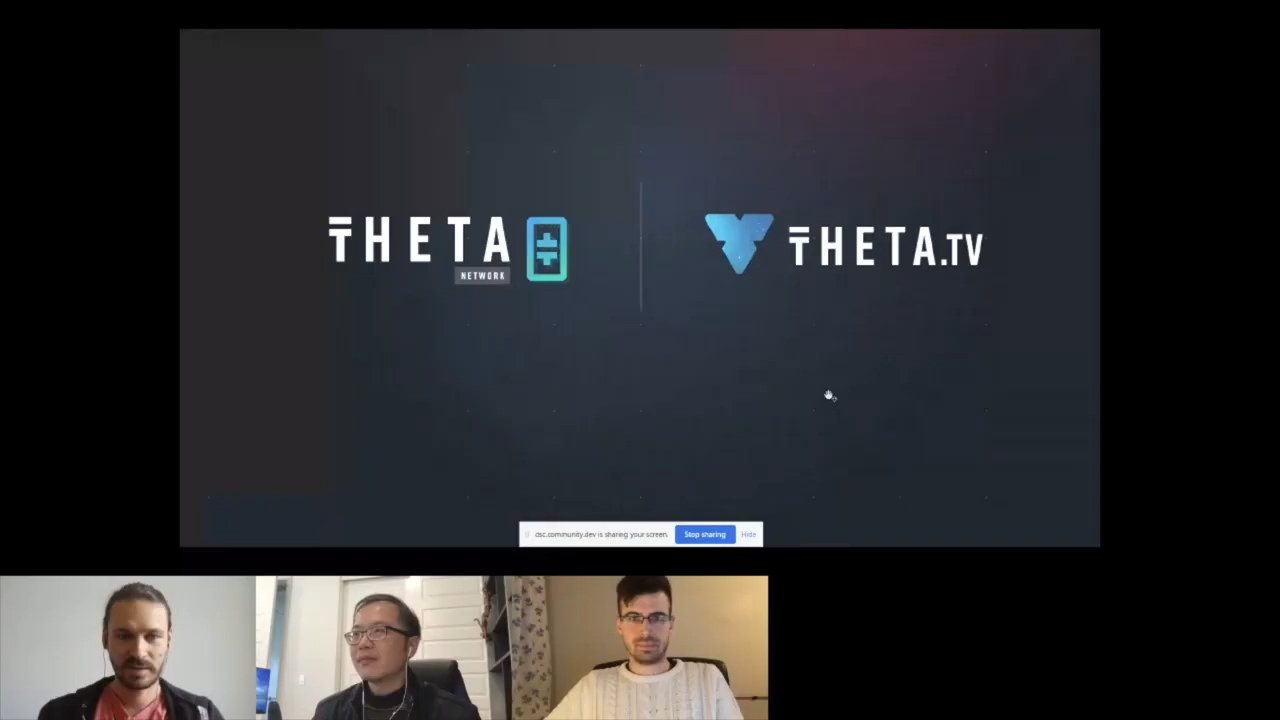 THETA
NETWORK
THETA.TV
dsc.community.dev is sharing your screen.
Stop sharing
Hide